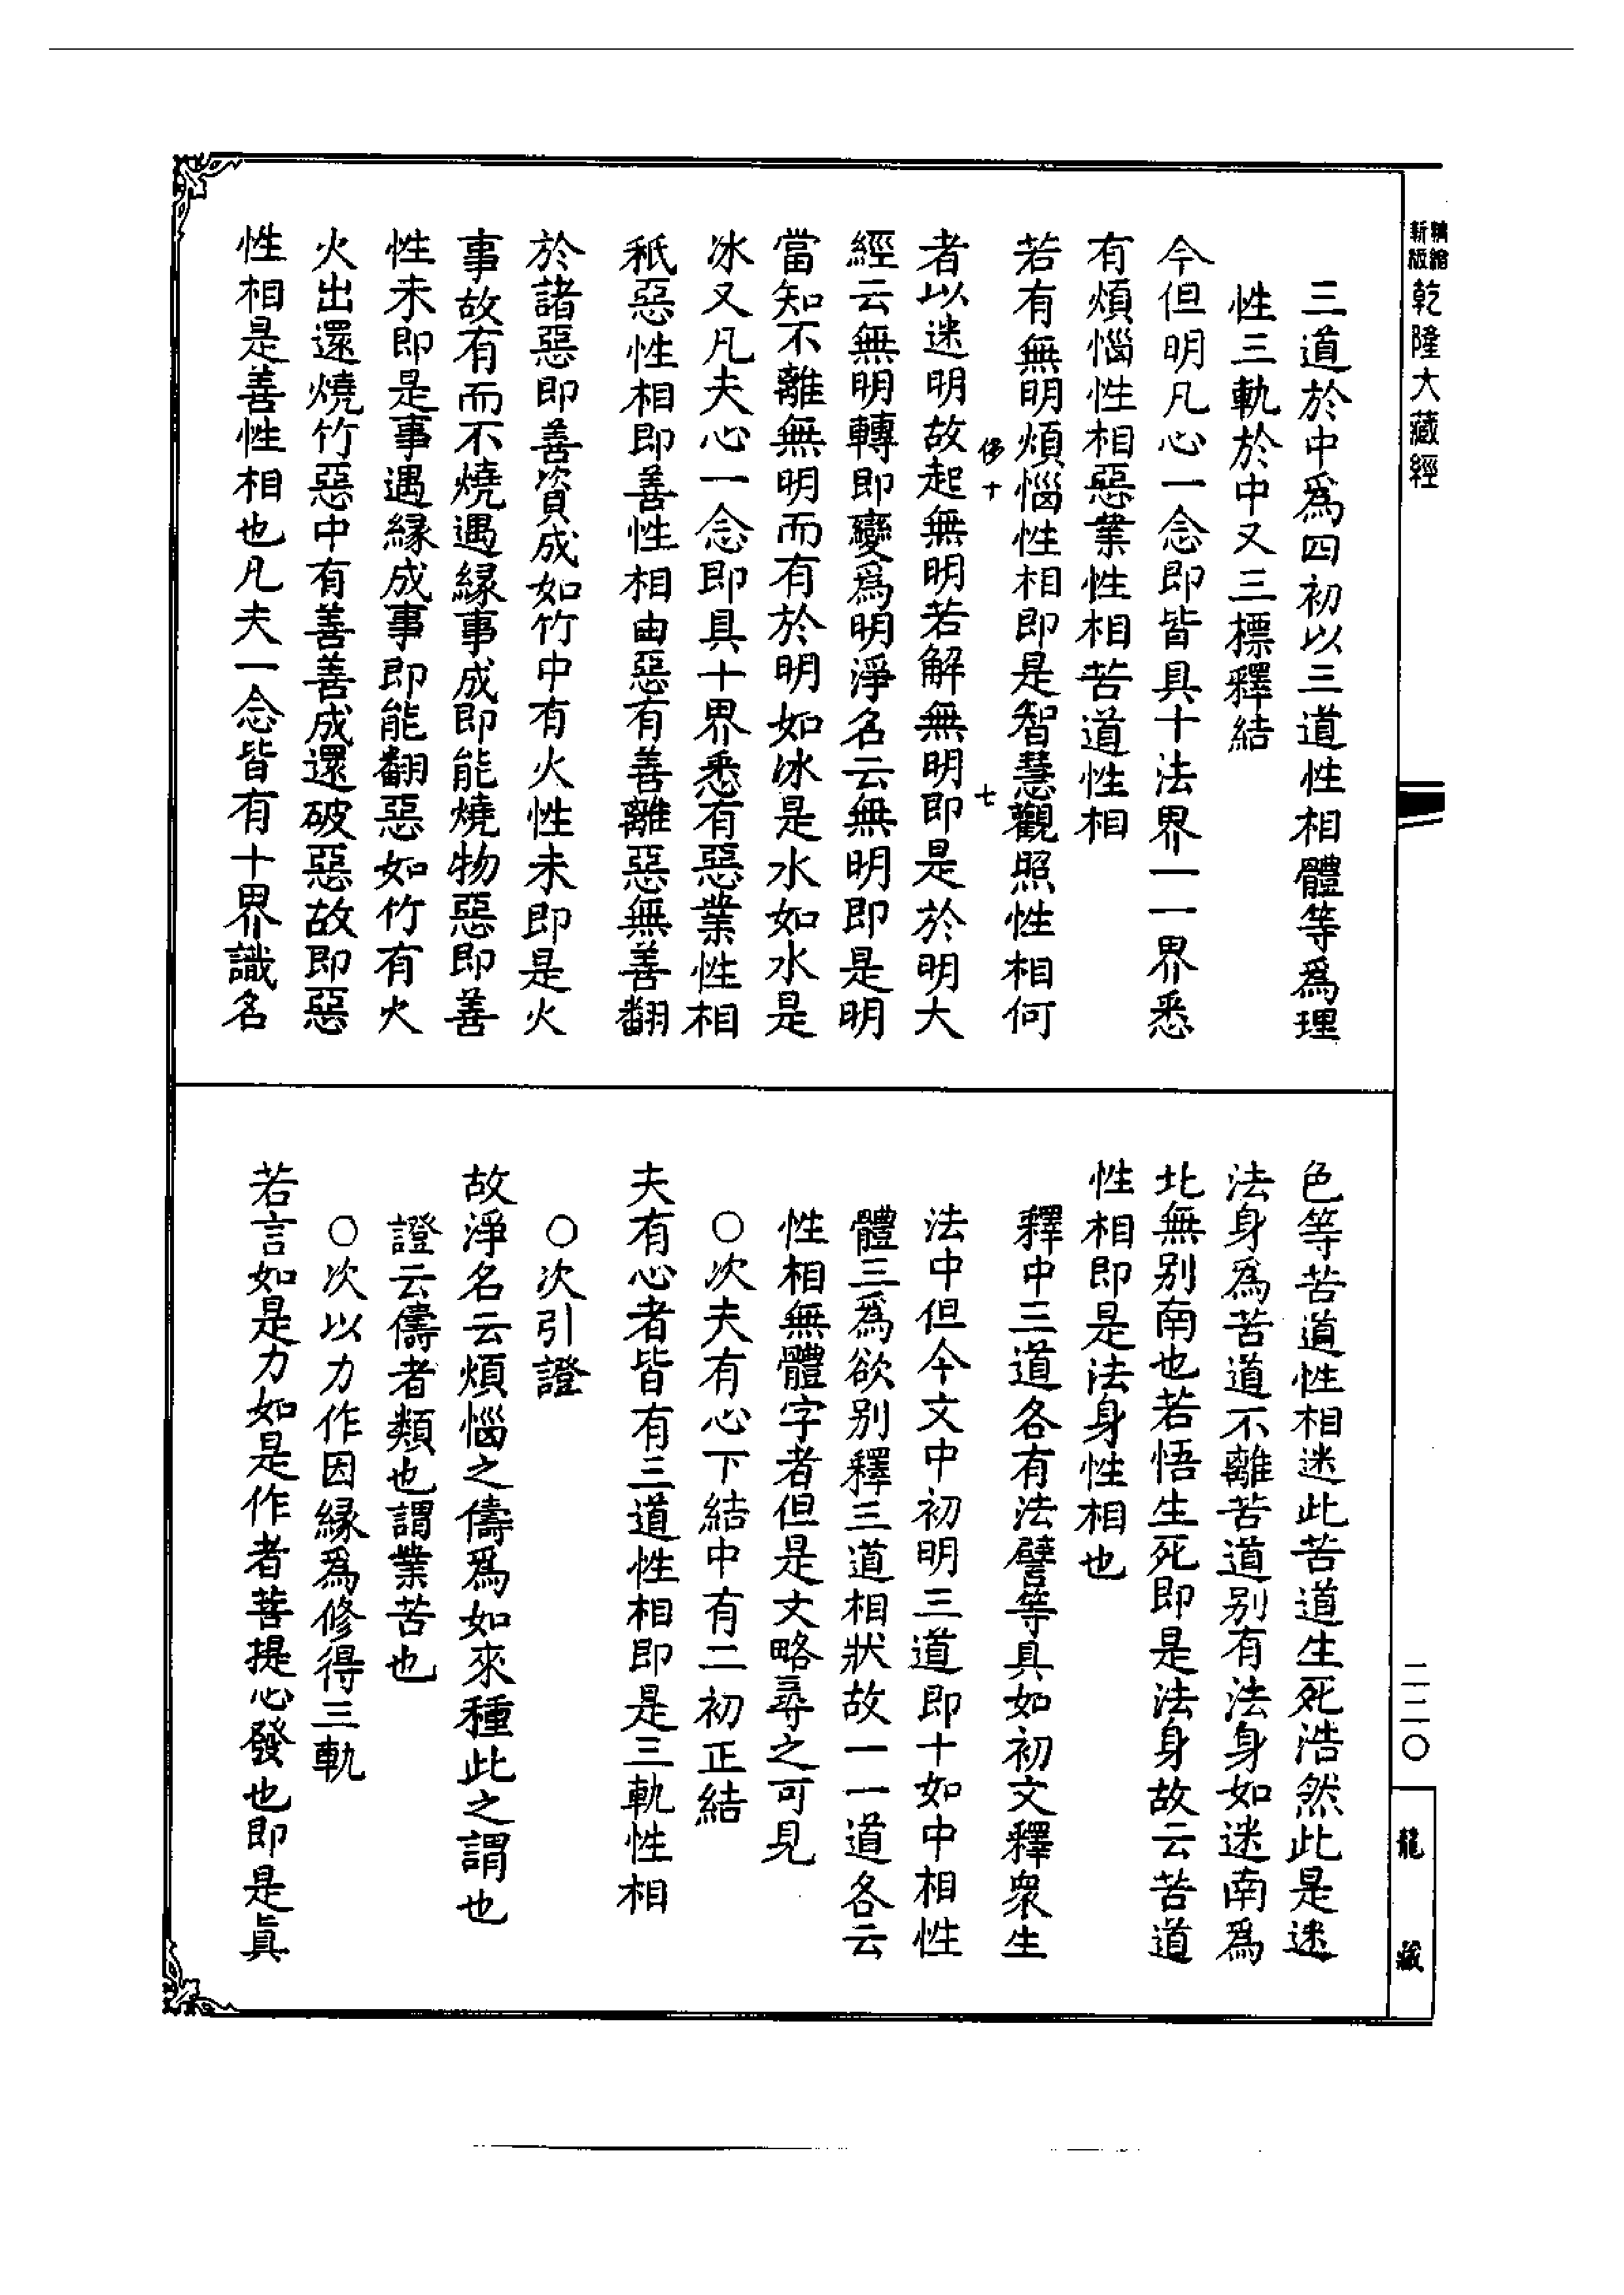 精繪
新版
乾隆大藏經
三道於中爲四初以三道性相體等爲理
性三軌於中又三標釋結
今但明凡心一念即皆具十法界一一界悉
有煩惱性相惡業性相苦道性相
若有無明煩惱性相即是智慧觀照性相何
者以迷明故起無明若解無明即是於明大
經云無明轉即變爲明淨名云無明即是明
當知不離無明而有於明如冰是水如水是
冰又凡夫心一念即具十界悉有惡業性相
秖惡性相即善性相由惡有善離惡無善翻
於諸惡即善資成如竹中有火性未即是火
事故有而不燒遇緣事成即能燒物惡即善
性未即是事遇緣成事即能翻惡如竹有火
火出還燒竹惡中有善善成還破惡故即惡
性相是善性相也凡夫一念皆有十界識名
色等苦道性相迷此苦道生死浩然此是迷
法身爲苦道不離苦道別有法身如迷南爲
北無別南也若悟生死即是法身故云苦道
性相即是法身性相也
釋中三道各有法譬等具如初文釋衆生
法中但今文中初明三道即十如中相性
體三爲欲別釋三道相狀故一一道各云
性相無體字者但是文略尋之可見
○次夫有心下結中有二初正結
夫有心者皆有三道性相即是三軌性相
○次引證
故淨名云煩惱之儔爲如來種此之謂也
證云儔者類也謂業苦也
○次以力作因緣爲修得三軌
若言如是力如是作者菩提心發也即是眞
二二〇
龍藏